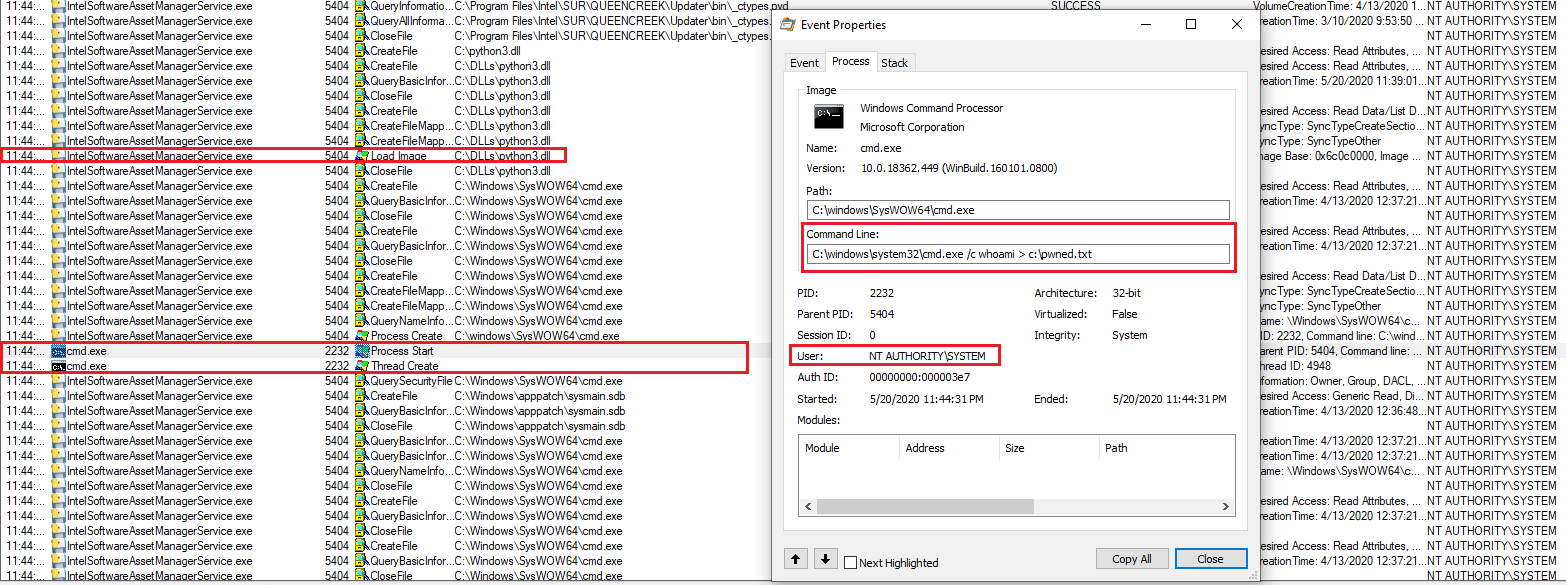 11:44:... IntelSoftwareAssetManagerService.exe 5404 QueryInformatio... C:\Program Files\Intel\SUR\QUEENCREEK\Updater\bin\_ctypes.pyd SUCCESS
11:44:... IntelSoftwareAssetManagerService.exe 5404 QueryAllInforma... C:\Program Files\Intel\SUR\QUEENCREEK\Updater\bin\_ctypes.
11:44:... IntelSoftwareAssetManagerService.exe 5404 CloseFile C:\Program Files\Intel\SUR\QUEENCREEK\Updater\bin\_ctypes.
11:44:... IntelSoftwareAssetManagerService.exe 5404 CreateFile C:\python3.dll
11:44:... IntelSoftwareAssetManagerService.exe 5404 CreateFile C:\DLLs\python3.dll
11:44:... IntelSoftwareAssetManagerService.exe 5404 QueryBasicInfor... C:\DLLs\python3.dll
11:44:... IntelSoftwareAssetManagerService.exe 5404 CloseFile C:\DLLs\python3.dll
11:44:... IntelSoftwareAssetManagerService.exe 5404 CreateFile C:\DLLs\python3.dll
11:44:... IntelSoftwareAssetManagerService.exe 5404 CreateFileMapp... C:\DLLs\python3.dll
11:44:... IntelSoftwareAssetManagerService.exe 5404 CreateFileMapp... C:\DLLs\python3.dll
11:44:... IntelSoftwareAssetManagerService.exe 5404 Load Image C:\DLLs\python3.dll
11:44:... IntelSoftwareAssetManagerService.exe 5404 CloseFile C:\DLLs\python3.dll
11:44:... IntelSoftwareAssetManagerService.exe 5404 CreateFile C:\Windows\SysWOW64\cmd.exe
11:44:... IntelSoftwareAssetManagerService.exe 5404 QueryBasicInfor... C:\Windows\SysWOW64\cmd.exe
11:44:... IntelSoftwareAssetManagerService.exe 5404 CloseFile C:\Windows\SysWOW64\cmd.exe
11:44:... IntelSoftwareAssetManagerService.exe 5404 CreateFile C:\Windows\SysWOW64\cmd.exe
11:44:... IntelSoftwareAssetManagerService.exe 5404 QueryBasicInfor... C:\Windows\SysWOW64\cmd.exe
11:44:... IntelSoftwareAssetManagerService.exe 5404 CloseFile C:\Windows\SysWOW64\cmd.exe
11:44:... IntelSoftwareAssetManagerService.exe 5404 CreateFile C:\Windows\SysWOW64\cmd.exe
11:44:... IntelSoftwareAssetManagerService.exe 5404 CreateFileMapp... C:\Windows\SysWOW64\cmd.exe
11:44:... IntelSoftwareAssetManagerService.exe 5404 CreateFileMapp... C:\Windows\SysWOW64\cmd.exe
11:44:... IntelSoftwareAssetManagerService.exe 5404 QueryNameInfo... C:\Windows\SysWOW64\cmd.exe
11:44:... IntelSoftwareAssetManagerService.exe 5404 Process Create C:\windows\SysWOW64\cmd.exe
11:44:... cmd.exe 2232 Process Start
11:44:... cmd.exe 2232 Thread Create
11:44:... IntelSoftwareAssetManagerService.exe 5404 QuerySecurityFile C:\Windows\SysWOW64\cmd.exe
11:44:... IntelSoftwareAssetManagerService.exe 5404 CreateFile C:\Windows\apppatch\sysmain.sdb
11:44:... IntelSoftwareAssetManagerService.exe 5404 QueryBasicInfor... C:\Windows\apppatch\sysmain.sdb
11:44:... IntelSoftwareAssetManagerService.exe 5404 CloseFile C:\Windows\apppatch\sysmain.sdb
11:44:... IntelSoftwareAssetManagerService.exe 5404 QueryBasicInfor... C:\Windows\SysWOW64\cmd.exe
11:44:... IntelSoftwareAssetManagerService.exe 5404 QueryBasicInfor... C:\Windows\SysWOW64\cmd.exe
11:44:... IntelSoftwareAssetManagerService.exe 5404 QueryNameInfo... C:\Windows\SysWOW64\cmd.exe
11:44:... IntelSoftwareAssetManagerService.exe 5404 CloseFile C:\Windows\SysWOW64\cmd.exe
11:44:... IntelSoftwareAssetManagerService.exe 5404 CreateFile C:\Windows\SysWOW64\cmd.exe
11:44:... IntelSoftwareAssetManagerService.exe 5404 QueryBasicInfor... C:\Windows\SysWOW64\cmd.exe
11:44:... IntelSoftwareAssetManagerService.exe 5404 CloseFile C:\Windows\SysWOW64\cmd.exe
11:44:... IntelSoftwareAssetManagerService.exe 5404 CreateFile C:\Windows\SysWOW64\cmd.exe
11:44:... IntelSoftwareAssetManagerService.exe 5404 QueryBasicInfor... C:\Windows\SysWOW64\cmd.exe
11:44:... IntelSoftwareAssetManagerService.exe 5404 CloseFile C:\Windows\SysWOW64\cmd.exe
Event Properties
Event Process Stack
Image
Windows Command Processor
Microsoft Corporation
Name: cmd.exe
Version: 10.0.18362.449 (WinBuild.160101.0800)
Path:
C:\windows\SysWOW64\cmd.exe
Command Line:
C:\windows\system32\cmd.exe /c whoami > c:\pwned.txt
PID: 2232 Architecture: 32-bit
Parent PID: 5404 Virtualized: False
Session ID: 0 Integrity: System
User: NT AUTHORITY\SYSTEM
Auth ID: 00000000:000003e7
Started: 5/20/2020 11:44:31 PM Ended: 5/20/2020 11:44:31 PM
Modules:
Module Address Size Path
Next Highlighted Copy All Close
VolumeCreationTime: 4/13/2020 1... NT AUTHORITY\SYSTEM
reationTime: 3/10/2020 9:53:50 ... NT AUTHORITY\SYSTEM
NT AUTHORITY\SYSTEM
esired Access: Read Attributes, ... NT AUTHORITY\SYSTEM
esired Access: Read Attributes, ... NT AUTHORITY\SYSTEM
reationTime: 5/20/2020 11:39:01... NT AUTHORITY\SYSTEM
NT AUTHORITY\SYSTEM
esired Access: Read Data/List D... NT AUTHORITY\SYSTEM
yncType: SyncTypeCreateSectio... NT AUTHORITY\SYSTEM
yncType: SyncTypeOther NT AUTHORITY\SYSTEM
mage Base: 0x6c0c0000, Image ... NT AUTHORITY\SYSTEM
NT AUTHORITY\SYSTEM
esired Access: Read Attributes, ... NT AUTHORITY\SYSTEM
reationTime: 4/13/2020 12:37:21... NT AUTHORITY\SYSTEM
NT AUTHORITY\SYSTEM
esired Access: Read Attributes, ... NT AUTHORITY\SYSTEM
reationTime: 4/13/2020 12:37:21... NT AUTHORITY\SYSTEM
NT AUTHORITY\SYSTEM
esired Access: Read Data/List D... NT AUTHORITY\SYSTEM
yncType: SyncTypeCreateSectio... NT AUTHORITY\SYSTEM
yncType: SyncTypeOther NT AUTHORITY\SYSTEM
ame: \Windows\SysWOW64\c... NT AUTHORITY\SYSTEM
ID: 2232, Command line: C:\wind... NT AUTHORITY\SYSTEM
arent PID: 5404, Command line: ... NT AUTHORITY\SYSTEM
hread ID: 4948 NT AUTHORITY\SYSTEM
formation: Owner, Group, DACL, ... NT AUTHORITY\SYSTEM
esired Access: Generic Read, Di... NT AUTHORITY\SYSTEM
reationTime: 4/13/2020 12:36:48... NT AUTHORITY\SYSTEM
NT AUTHORITY\SYSTEM
reationTime: 4/13/2020 12:37:21... NT AUTHORITY\SYSTEM
reationTime: 4/13/2020 12:37:21... NT AUTHORITY\SYSTEM
ame: \Windows\SysWOW64\c... NT AUTHORITY\SYSTEM
NT AUTHORITY\SYSTEM
esired Access: Read Attributes, ... NT AUTHORITY\SYSTEM
reationTime: 4/13/2020 12:37:21... NT AUTHORITY\SYSTEM
NT AUTHORITY\SYSTEM
esired Access: Read Attributes, ... NT AUTHORITY\SYSTEM
reationTime: 4/13/2020 12:37:21... NT AUTHORITY\SYSTEM
NT AUTHORITY\SYSTEM